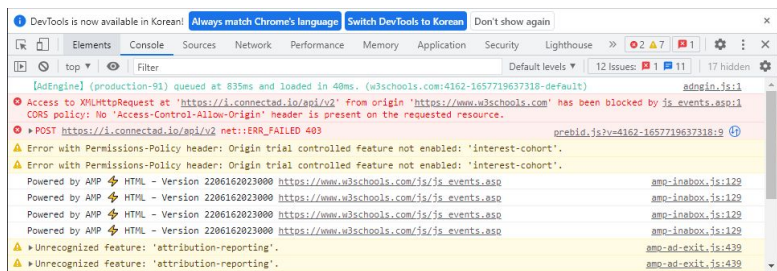 DevTools is now available in Korean! Always match Chrome's language Switch DevTools to Korean Don't show again
Elements Console Sources Network Performance Memory Application Security Lighthouse » 2 7 1
top ▼ Filter Default levels ▼ 12 Issues: 1 11 17 hidden
[AdEngine] (production-91) queued at 835ms and loaded in 40ms. (w3schools.com:4162-1657719637318-default) adngin.js:1
Access to XMLHttpRequest at 'https://i.connectad.io/api/v2' from origin 'https://www.w3schools.com' has been blocked by js_events.asp:1
CORS policy: No 'Access-Control-Allow-Origin' header is present on the requested resource.
▶POST https://i.connectad.io/api/v2 net::ERR_FAILED 403 prebid.js?v=4162-1657719637318:9
Error with Permissions-Policy header: Origin trial controlled feature not enabled: 'interest-cohort'.
Error with Permissions-Policy header: Origin trial controlled feature not enabled: 'interest-cohort'.
Powered by AMP ⚡ HTML – Version 2206162023000 https://www.w3schools.com/js/js_events.asp amp-inabox.js:129
Powered by AMP ⚡ HTML – Version 2206162023000 https://www.w3schools.com/js/js_events.asp amp-inabox.js:129
Powered by AMP ⚡ HTML – Version 2206162023000 https://www.w3schools.com/js/js_events.asp amp-inabox.js:129
Powered by AMP ⚡ HTML – Version 2206162023000 https://www.w3schools.com/js/js_events.asp amp-inabox.js:129
▶Unrecognized feature: 'attribution-reporting'. amp-ad-exit.js:439
▶Unrecognized feature: 'attribution-reporting'. amp-ad-exit.js:439